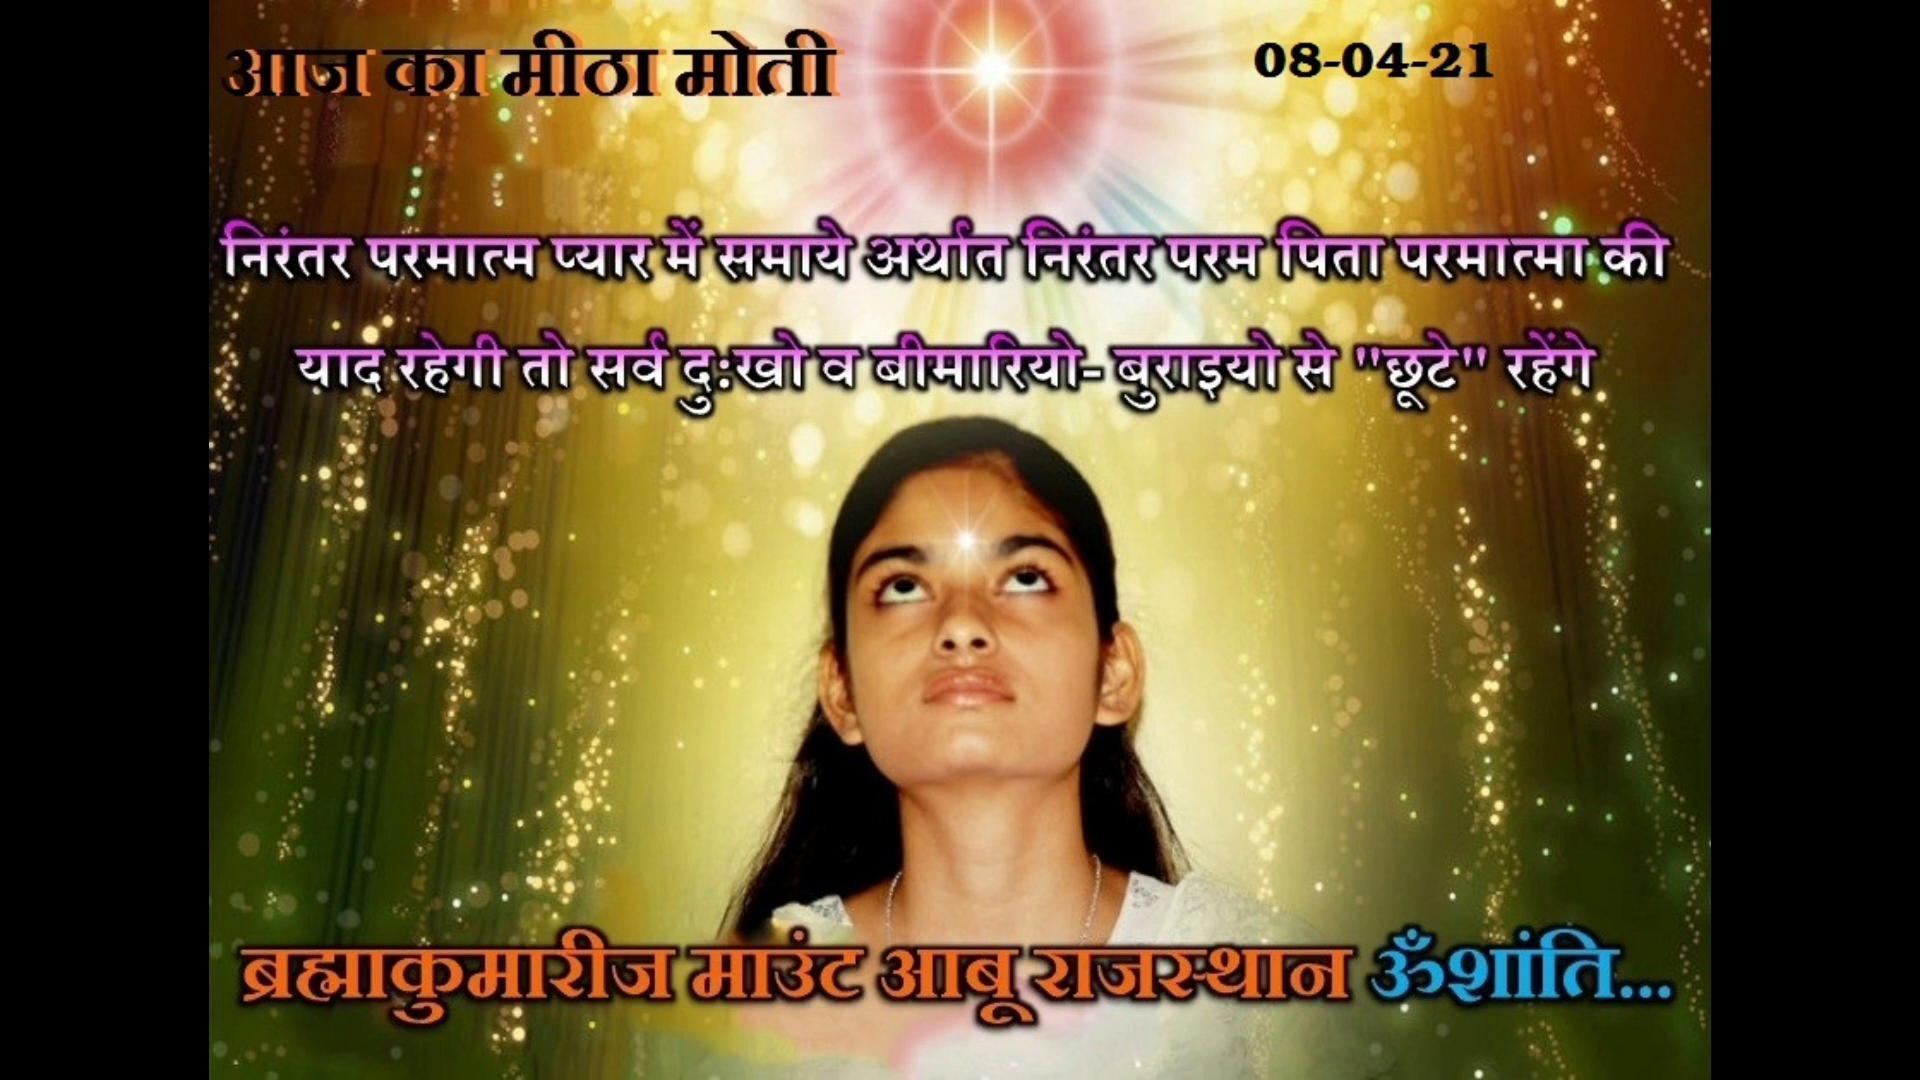 आज का मीठा मोती
08-04-21
निरंतर परमात्म प्यार में समाये अर्थात निरंतर परम पिता परमात्मा की
याद रहेगी तो सर्व दु:खो व बीमारियो- बुराइयो से "छूटे" रहेंगे
ब्रह्माकुमारीज माउंट आबू राजस्थान ॐशांति...